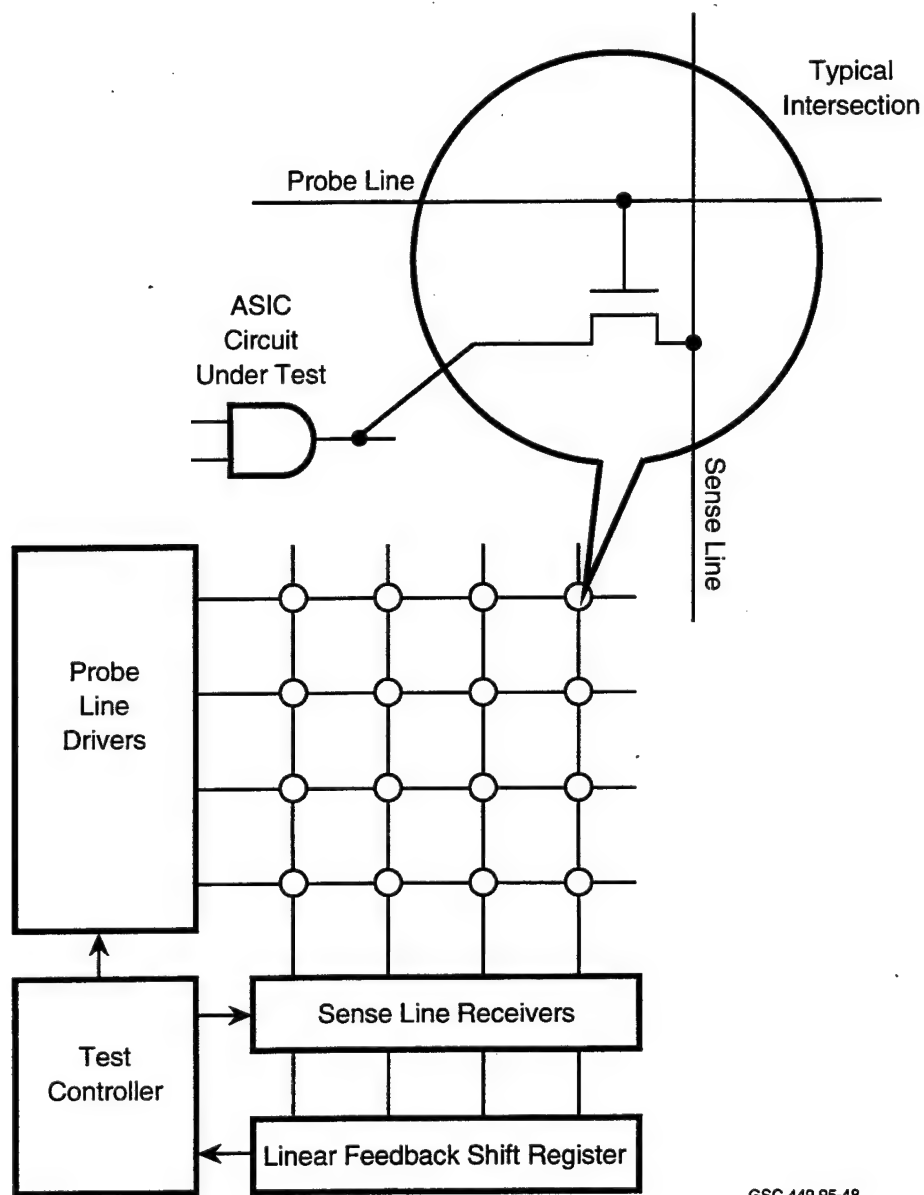 Typical
Intersection
Probe Line
ASIC
Circuit
Under Test
Sense Line
Probe
Line
Drivers
Sense Line Receivers
Test
Controller
Linear Feedback Shift Register